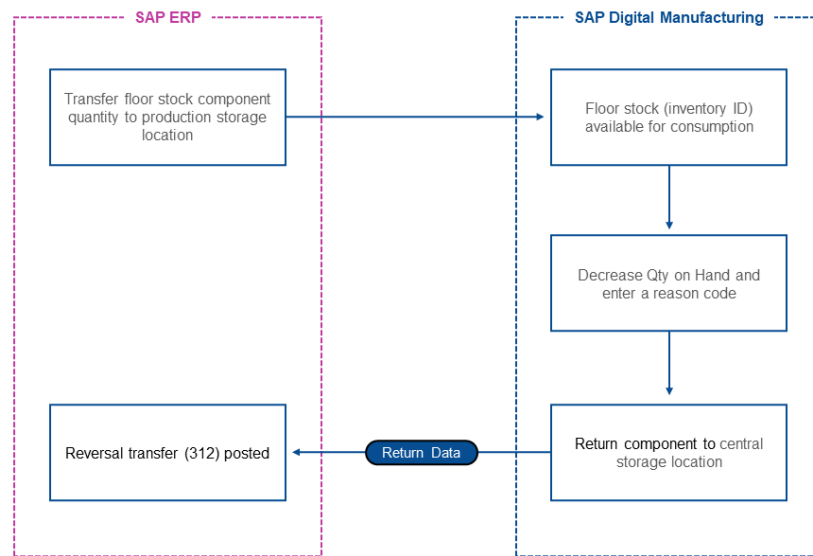 SAP ERP
SAP Digital Manufacturing
Transfer floor stock component
quantity to production storage
location
Floor stock (inventory ID)
available for consumption
Decrease Qty on Hand and
enter a reason code
Reversal transfer (312) posted
Return Data
Return component to central
storage location